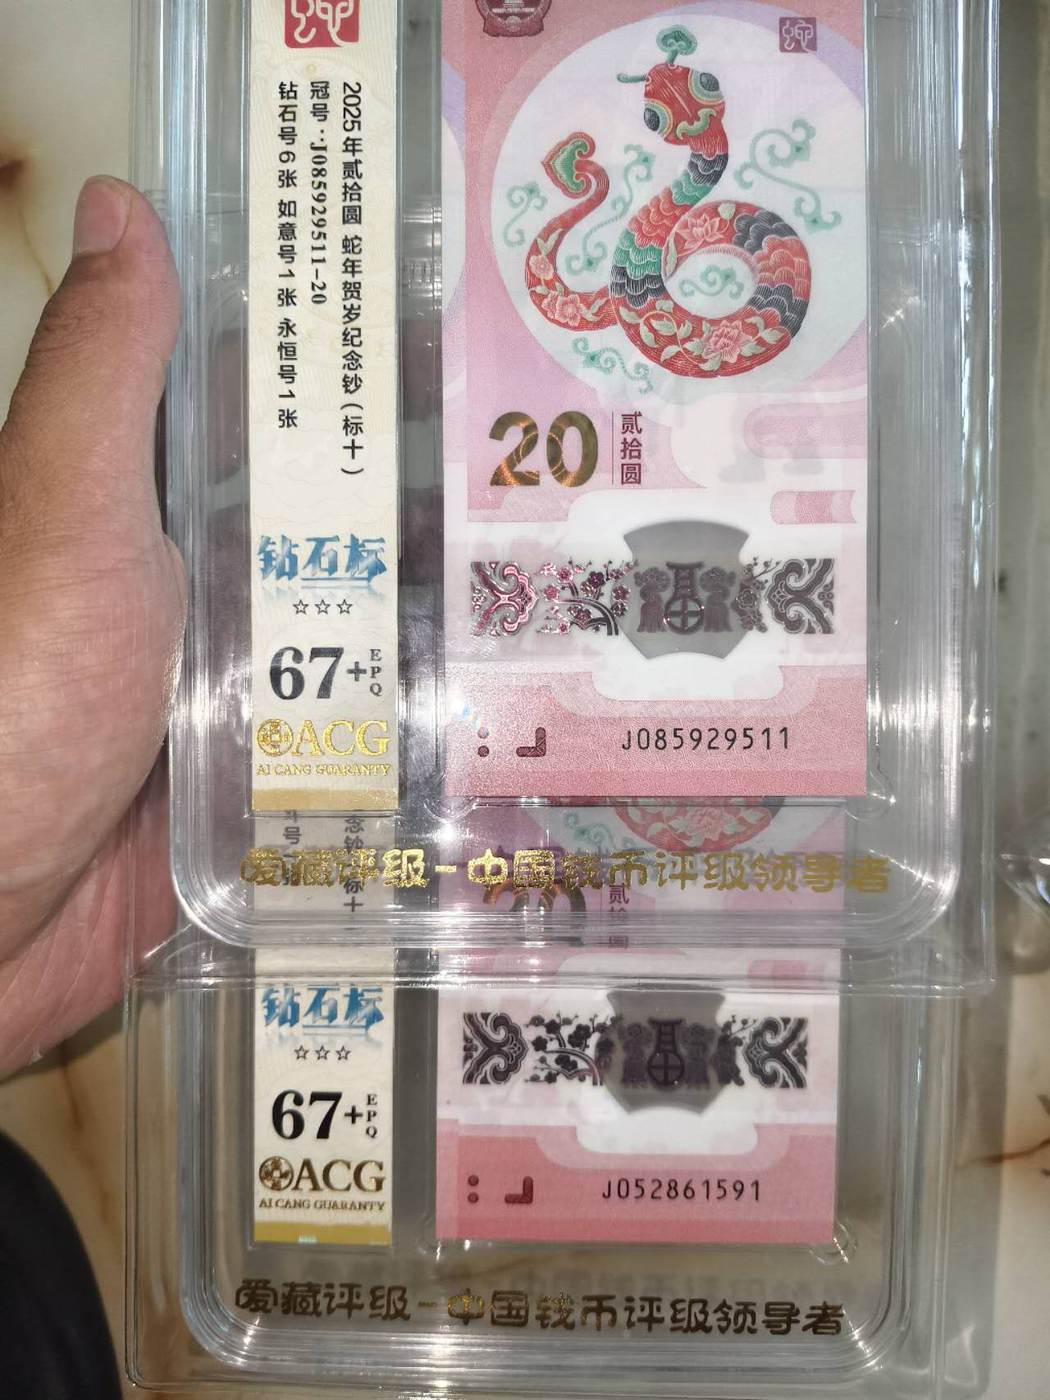 2025年贰拾圆 蛇年贺岁纪念钞(标十)
冠号:J085929511-20
钻石号6张 如意号1张 永恒号1张
钻石标
☆☆☆
67+EPQ
ACG
AI CANG GUARANTY
20
贰拾圆
J085929511
爱藏评级-中国钱币评级领导者
钻石标
☆☆☆
67+EPQ
ACG
AI CANG GUARANTY
J052861591
爱藏评级-中国钱币评级领导者